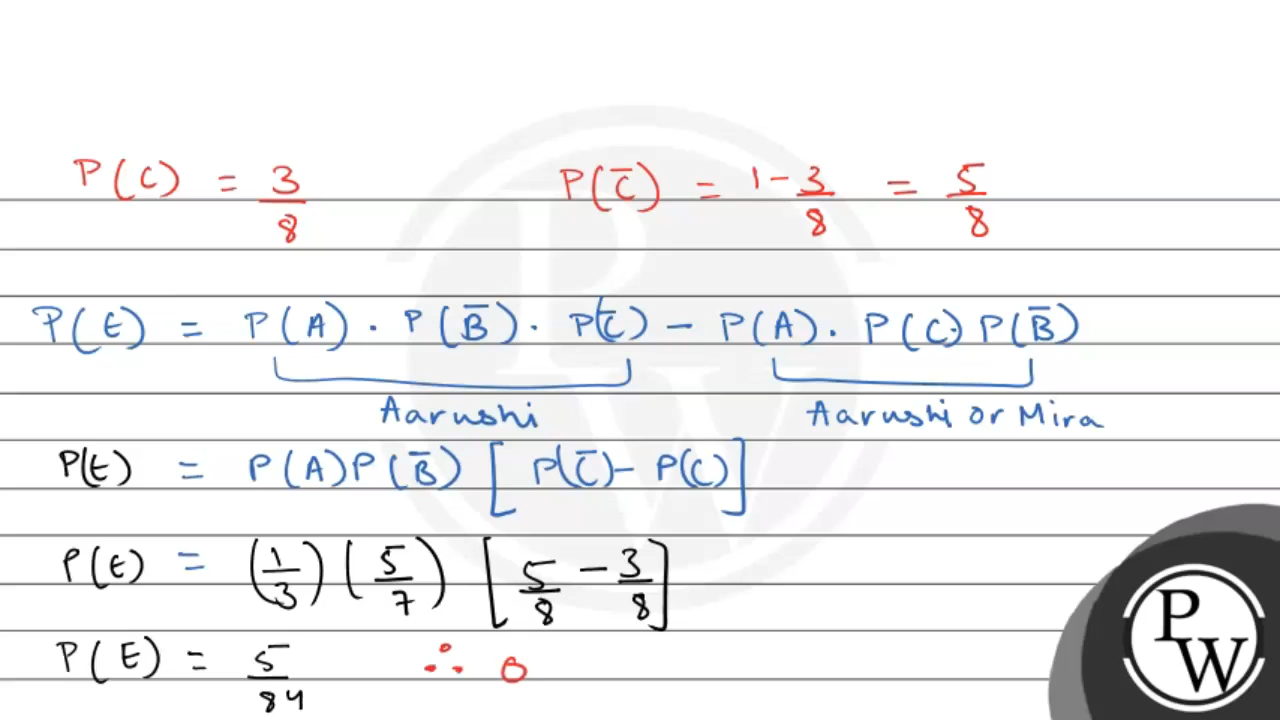 P(C) = 3/8 P(C̅) = 1 - 3/8 = 5/8
P(E) = P(A) . P(B̅) . P(C̅) - P(A) . P(C) P(B̅)
Aarushi Aarushi or Mira
P(E) = P(A) P(B̅) [P(C̅) - P(C)]
P(E) = (1/3) (5/7) [5/8 - 3/8]
P(E) = 5/84 ∴ O
PW
PW